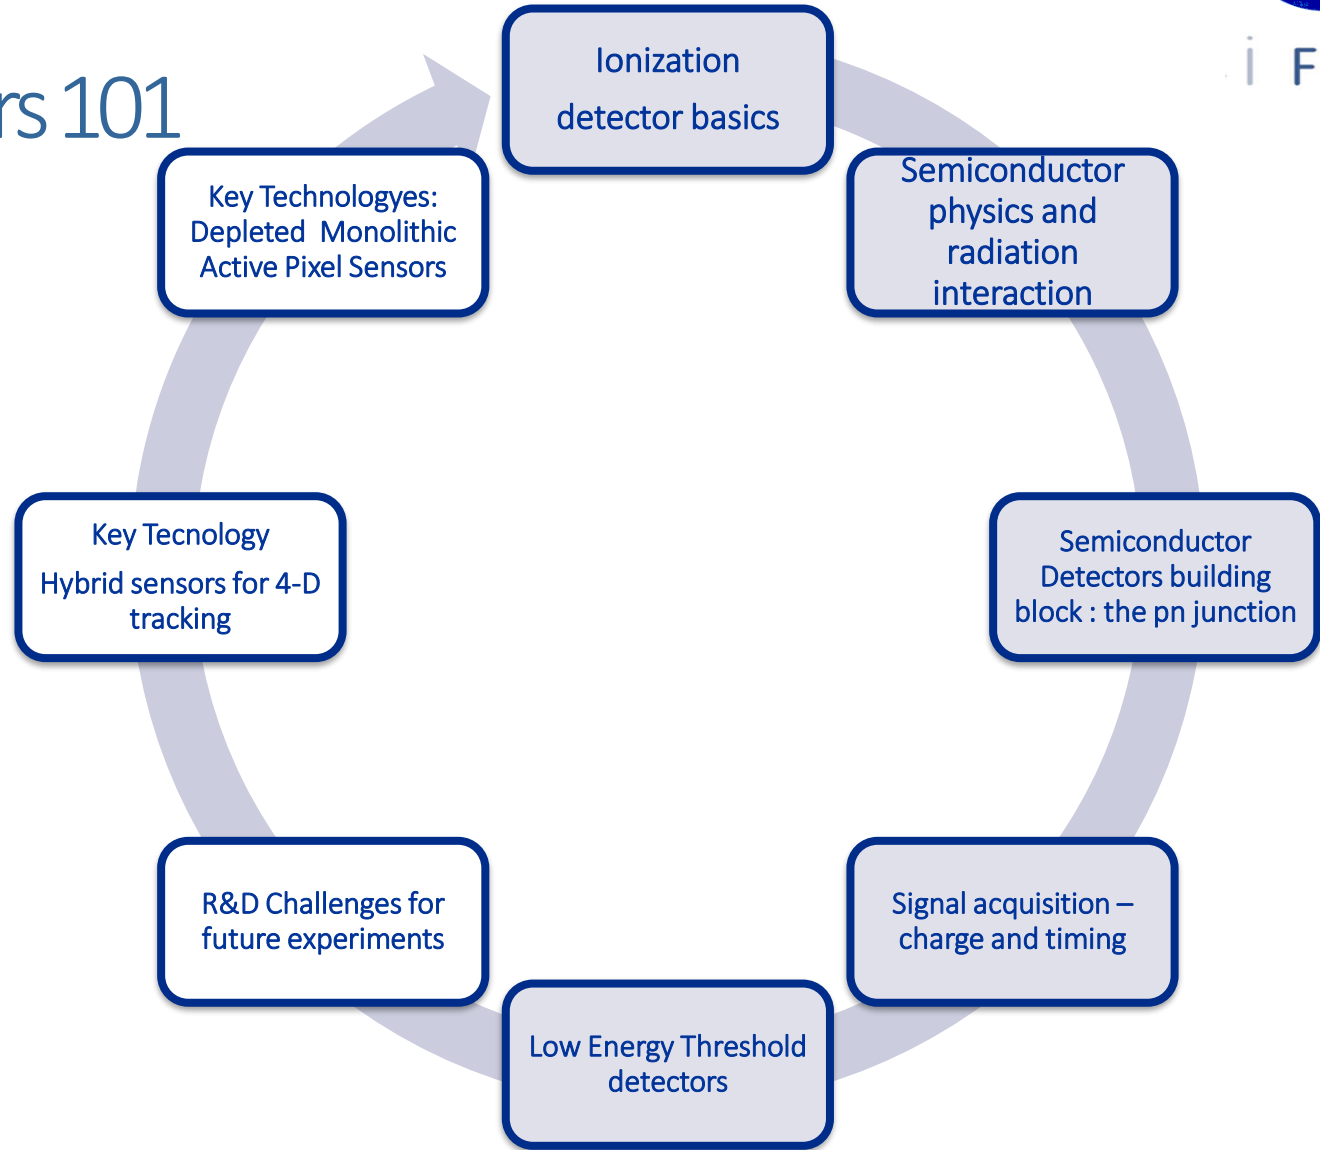 rs 101
i F
Ionization
detector basics
Semiconductor
physics and
radiation
interaction
Semiconductor
Detectors building
block : the pn junction
Signal acquisition –
charge and timing
Low Energy Threshold
detectors
R&D Challenges for
future experiments
Key Tecnology
Hybrid sensors for 4-D
tracking
Key Technologyes:
Depleted  Monolithic
Active Pixel Sensors